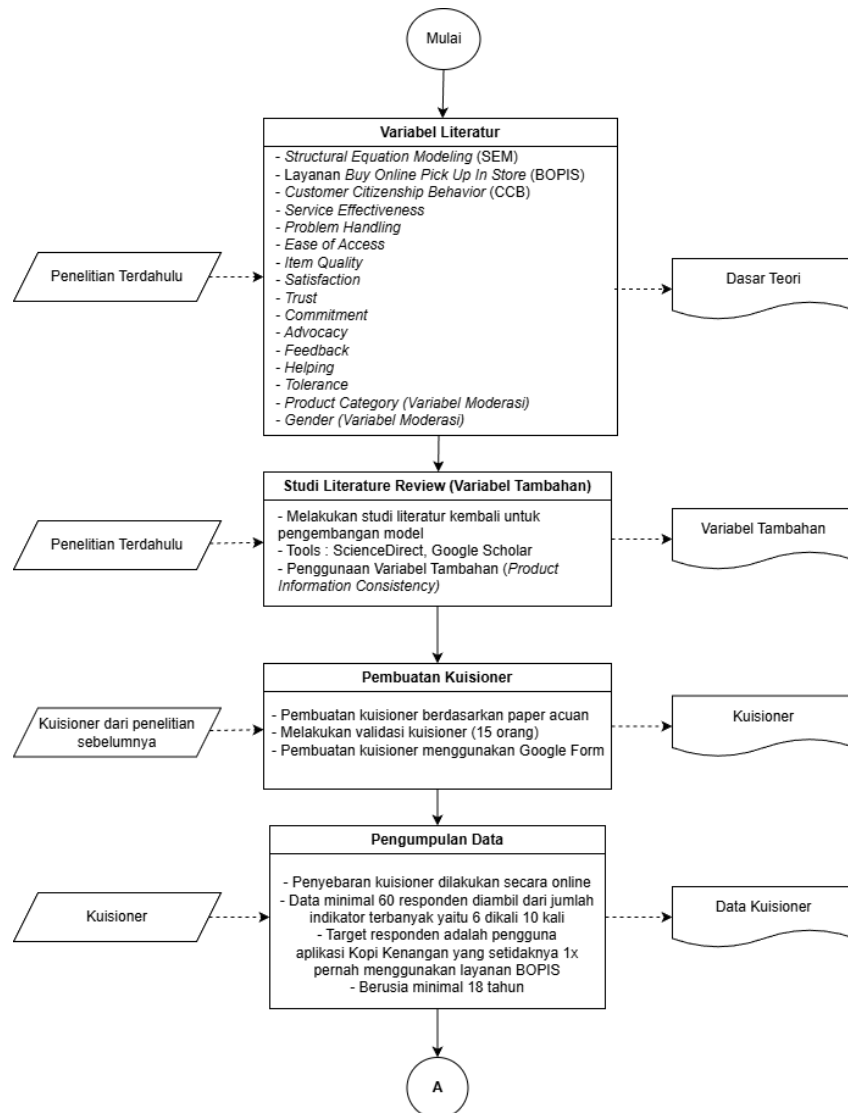 Mulai
Variabel Literatur
- Structural Equation Modeling (SEM)
- Layanan Buy Online Pick Up In Store (BOPIS)
- Customer Citizenship Behavior (CCB)
- Service Effectiveness
- Problem Handling
- Ease of Access
- Item Quality
- Satisfaction
- Trust
- Commitment
- Advocacy
- Feedback
- Helping
- Tolerance
- Product Category (Variabel Moderasi)
- Gender (Variabel Moderasi)
Penelitian Terdahulu
Dasar Teori
Studi Literature Review (Variabel Tambahan)
- Melakukan studi literatur kembali untuk
pengembangan model
- Tools : ScienceDirect, Google Scholar
- Penggunaan Variabel Tambahan (Product
Information Consistency)
Penelitian Terdahulu
Variabel Tambahan
Pembuatan Kuisioner
- Pembuatan kuisioner berdasarkan paper acuan
- Melakukan validasi kuisioner (15 orang)
- Pembuatan kuisioner menggunakan Google Form
Kuisioner dari penelitian
sebelumnya
Kuisioner
Pengumpulan Data
- Penyebaran kuisioner dilakukan secara online
- Data minimal 60 responden diambil dari jumlah
indikator terbanyak yaitu 6 dikali 10 kali
- Target responden adalah pengguna
aplikasi Kopi Kenangan yang setidaknya 1x
pernah menggunakan layanan BOPIS
- Berusia minimal 18 tahun
Kuisioner
Data Kuisioner
A